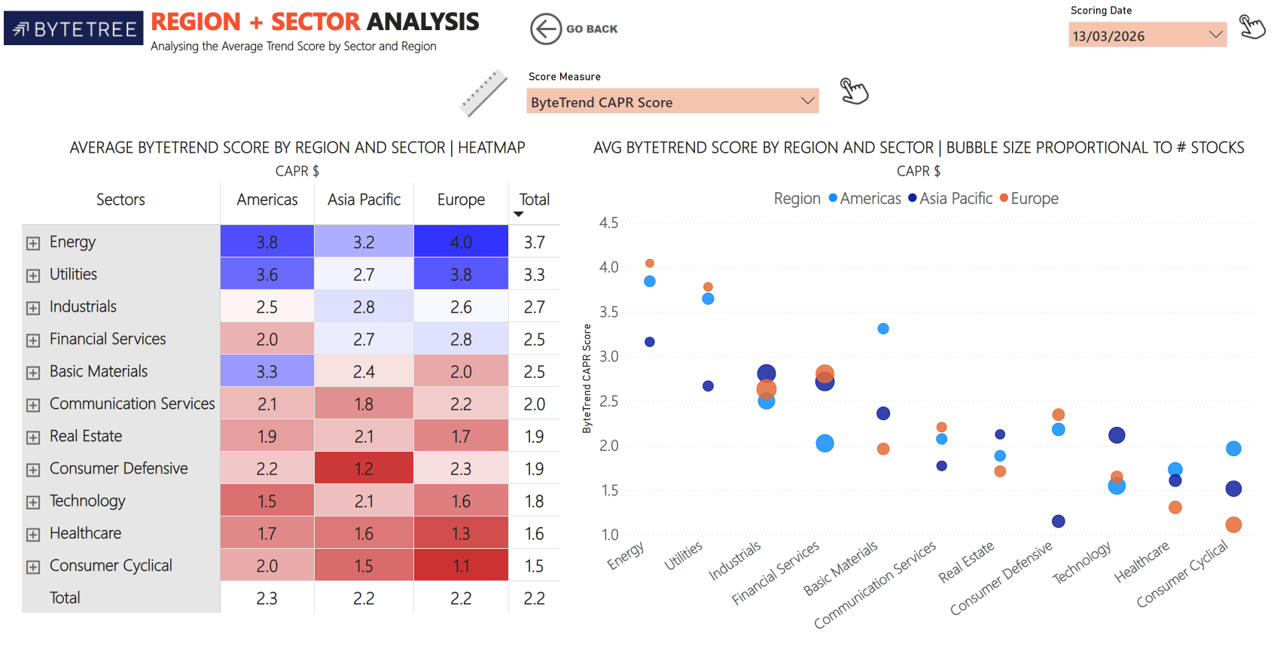 BYTETREE
REGION + SECTOR ANALYSIS
Analysing the Average Trend Score by Sector and Region
GO BACK
Scoring Date
13/03/2026
Score Measure
ByteTrend CAPR Score
AVERAGE BYTETREND SCORE BY REGION AND SECTOR | HEATMAP
CAPR $
Sectors Americas Asia Pacific Europe Total
Energy 3.8 3.2 4.0 3.7
Utilities 3.6 2.7 3.8 3.3
Industrials 2.5 2.8 2.6 2.7
Financial Services 2.0 2.7 2.8 2.5
Basic Materials 3.3 2.4 2.0 2.5
Communication Services 2.1 1.8 2.2 2.0
Real Estate 1.9 2.1 1.7 1.9
Consumer Defensive 2.2 1.2 2.3 1.9
Technology 1.5 2.1 1.6 1.8
Healthcare 1.7 1.6 1.3 1.6
Consumer Cyclical 2.0 1.5 1.1 1.5
Total 2.3 2.2 2.2 2.2
AVG BYTETREND SCORE BY REGION AND SECTOR | BUBBLE SIZE PROPORTIONAL TO # STOCKS
CAPR $
Region Americas Asia Pacific Europe
ByteTrend CAPR Score
4.5
4.0
3.5
3.0
2.5
2.0
1.5
1.0
Energy
Utilities
Industrials
Financial Services
Basic Materials
Communication Services
Real Estate
Consumer Defensive
Technology
Healthcare
Consumer Cyclical